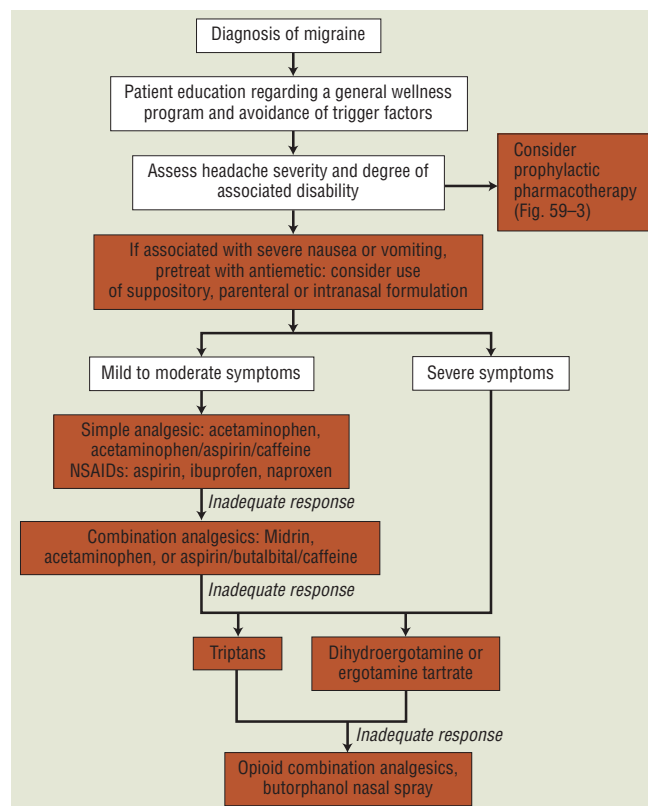 Diagnosis of migraine
Patient education regarding a general wellness
program and avoidance of trigger factors
Assess headache severity and degree of
associated disability
Consider
prophylactic
pharmacotherapy
(Fig. 59–3)
If associated with severe nausea or vomiting,
pretreat with antiemetic: consider use
of suppository, parenteral or intranasal formulation
Mild to moderate symptoms
Severe symptoms
Simple analgesic: acetaminophen,
acetaminophen/aspirin/caffeine
NSAIDs: aspirin, ibuprofen, naproxen
Inadequate response
Combination analgesics: Midrin,
acetaminophen, or aspirin/butalbital/caffeine
Inadequate response
Triptans
Dihydroergotamine or
ergotamine tartrate
Inadequate response
Opioid combination analgesics,
butorphanol nasal spray